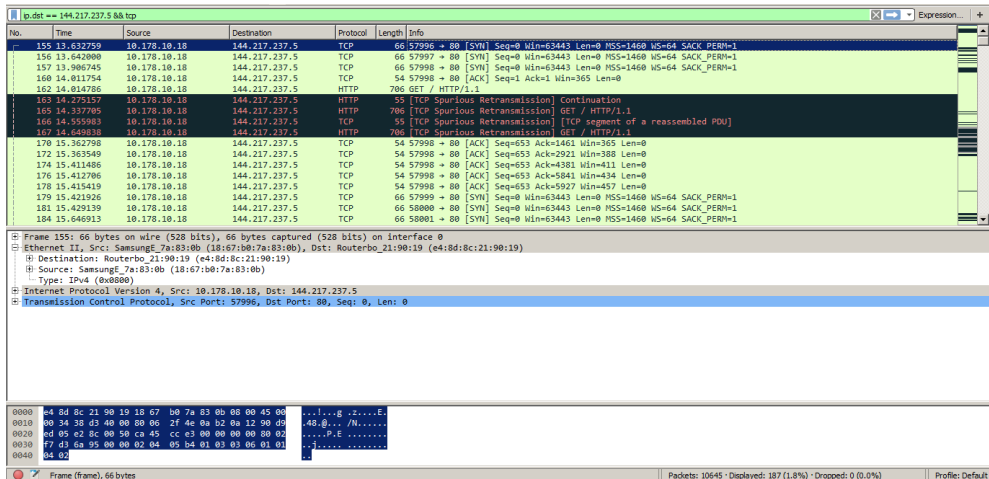 ip.dst == 144.217.237.5 && tcp Expression... +
No. Time Source Destination Protocol Length Info
155 13.632759 10.178.10.18 144.217.237.5 TCP 66 57996 → 80 [SYN] Seq=0 Win=63443 Len=0 MSS=1460 WS=64 SACK_PERM=1
156 13.642000 10.178.10.18 144.217.237.5 TCP 66 57997 → 80 [SYN] Seq=0 Win=63443 Len=0 MSS=1460 WS=64 SACK_PERM=1
157 13.906745 10.178.10.18 144.217.237.5 TCP 66 57998 → 80 [SYN] Seq=0 Win=63443 Len=0 MSS=1460 WS=64 SACK_PERM=1
160 14.011754 10.178.10.18 144.217.237.5 TCP 54 57998 → 80 [ACK] Seq=1 Ack=1 Win=365 Len=0
162 14.014786 10.178.10.18 144.217.237.5 HTTP 706 GET / HTTP/1.1
163 14.275157 10.178.10.18 144.217.237.5 HTTP 55 [TCP Spurious Retransmission] Continuation
165 14.337705 10.178.10.18 144.217.237.5 HTTP 706 [TCP Spurious Retransmission] GET / HTTP/1.1
166 14.555983 10.178.10.18 144.217.237.5 TCP 55 [TCP Spurious Retransmission] [TCP segment of a reassembled PDU]
167 14.649838 10.178.10.18 144.217.237.5 HTTP 706 [TCP Spurious Retransmission] GET / HTTP/1.1
170 15.362798 10.178.10.18 144.217.237.5 TCP 54 57998 → 80 [ACK] Seq=653 Ack=1461 Win=365 Len=0
172 15.363549 10.178.10.18 144.217.237.5 TCP 54 57998 → 80 [ACK] Seq=653 Ack=2921 Win=388 Len=0
174 15.411486 10.178.10.18 144.217.237.5 TCP 54 57998 → 80 [ACK] Seq=653 Ack=4381 Win=411 Len=0
176 15.412706 10.178.10.18 144.217.237.5 TCP 54 57998 → 80 [ACK] Seq=653 Ack=5841 Win=434 Len=0
178 15.415419 10.178.10.18 144.217.237.5 TCP 54 57998 → 80 [ACK] Seq=653 Ack=5927 Win=457 Len=0
179 15.421926 10.178.10.18 144.217.237.5 TCP 66 57999 → 80 [SYN] Seq=0 Win=63443 Len=0 MSS=1460 WS=64 SACK_PERM=1
181 15.429139 10.178.10.18 144.217.237.5 TCP 66 58000 → 80 [SYN] Seq=0 Win=63443 Len=0 MSS=1460 WS=64 SACK_PERM=1
184 15.646913 10.178.10.18 144.217.237.5 TCP 66 58001 → 80 [SYN] Seq=0 Win=63443 Len=0 MSS=1460 WS=64 SACK_PERM=1
Frame 155: 66 bytes on wire (528 bits), 66 bytes captured (528 bits) on interface 0
Ethernet II, Src: SamsungE_7a:83:0b (18:67:b0:7a:83:0b), Dst: Routerbo_21:90:19 (e4:8d:8c:21:90:19)
Destination: Routerbo_21:90:19 (e4:8d:8c:21:90:19)
Source: SamsungE_7a:83:0b (18:67:b0:7a:83:0b)
Type: IPv4 (0x0800)
Internet Protocol Version 4, Src: 10.178.10.18, Dst: 144.217.237.5
Transmission Control Protocol, Src Port: 57996, Dst Port: 80, Seq: 0, Len: 0
0000 e4 8d 8c 21 90 19 18 67 b0 7a 83 0b 08 00 45 00 ...!...g .z....E.
0010 00 34 38 d3 40 00 80 06 2f 4e 0a b2 0a 12 90 d9 .48.@... /N......
0020 ed 05 e2 8c 00 50 ca 45 cc e3 00 00 00 00 80 02 .....P.E ........
0030 f7 d3 6a 95 00 00 02 04 05 b4 01 03 03 06 01 01 ..j..... ........
0040 04 02 ..
Frame (frame), 66 bytes Packets: 10645 · Displayed: 187 (1.8%) · Dropped: 0 (0.0%) Profile: Default